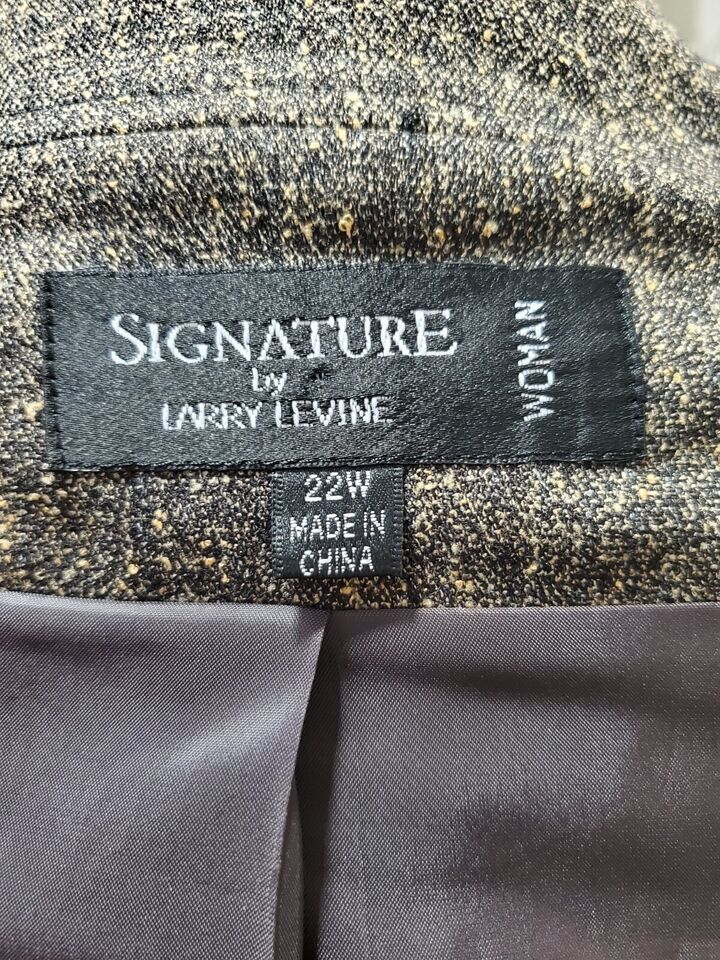 SIGNATURE
by
LARRY LEVINE
WOMAN
22W
MADE IN
CHINA